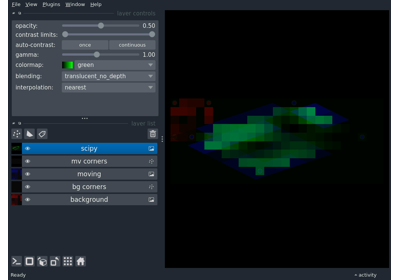 File View Plugins Window Help
layer controls
opacity: 0.50
contrast limits:
auto-contrast: once continuous
gamma: 1.00
colormap: green
blending: translucent_no_depth
interpolation: nearest
layer list
scipy
mv corners
moving
bg corners
background
Ready activity